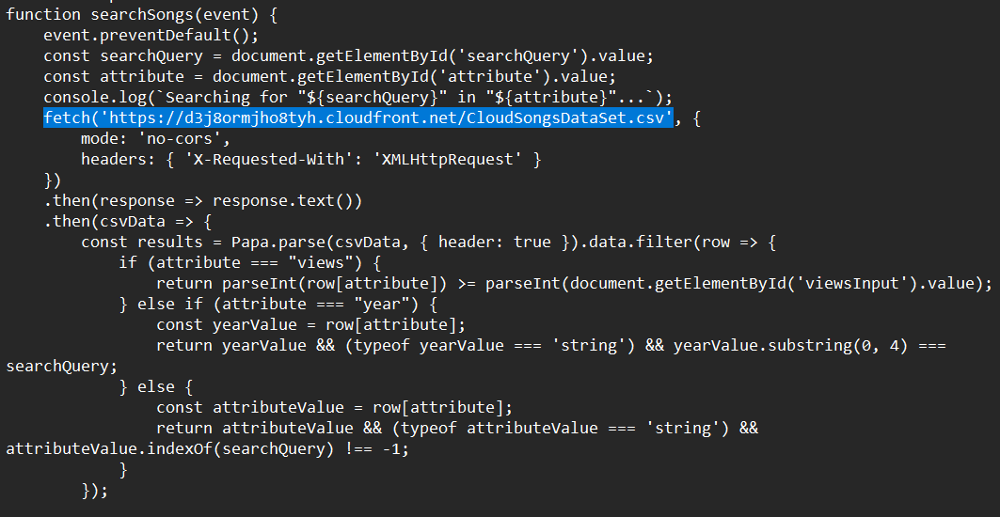 function searchSongs(event) {
    event.preventDefault();
    const searchQuery = document.getElementById('searchQuery').value;
    const attribute = document.getElementById('attribute').value;
    console.log(`Searching for "${searchQuery}" in "${attribute}"...`);
    fetch('https://d3j8ormjho8tyh.cloudfront.net/CloudSongsDataSet.csv', {
        mode: 'no-cors',
        headers: { 'X-Requested-With': 'XMLHttpRequest' }
    })
    .then(response => response.text())
    .then(csvData => {
        const results = Papa.parse(csvData, { header: true }).data.filter(row => {
            if (attribute === "views") {
                return parseInt(row[attribute]) >= parseInt(document.getElementById('viewsInput').value);
            } else if (attribute === "year") {
                const yearValue = row[attribute];
                return yearValue && (typeof yearValue === 'string') && yearValue.substring(0, 4) ===
searchQuery;
            } else {
                const attributeValue = row[attribute];
                return attributeValue && (typeof attributeValue === 'string') &&
attributeValue.indexOf(searchQuery) !== -1;
            }
        });